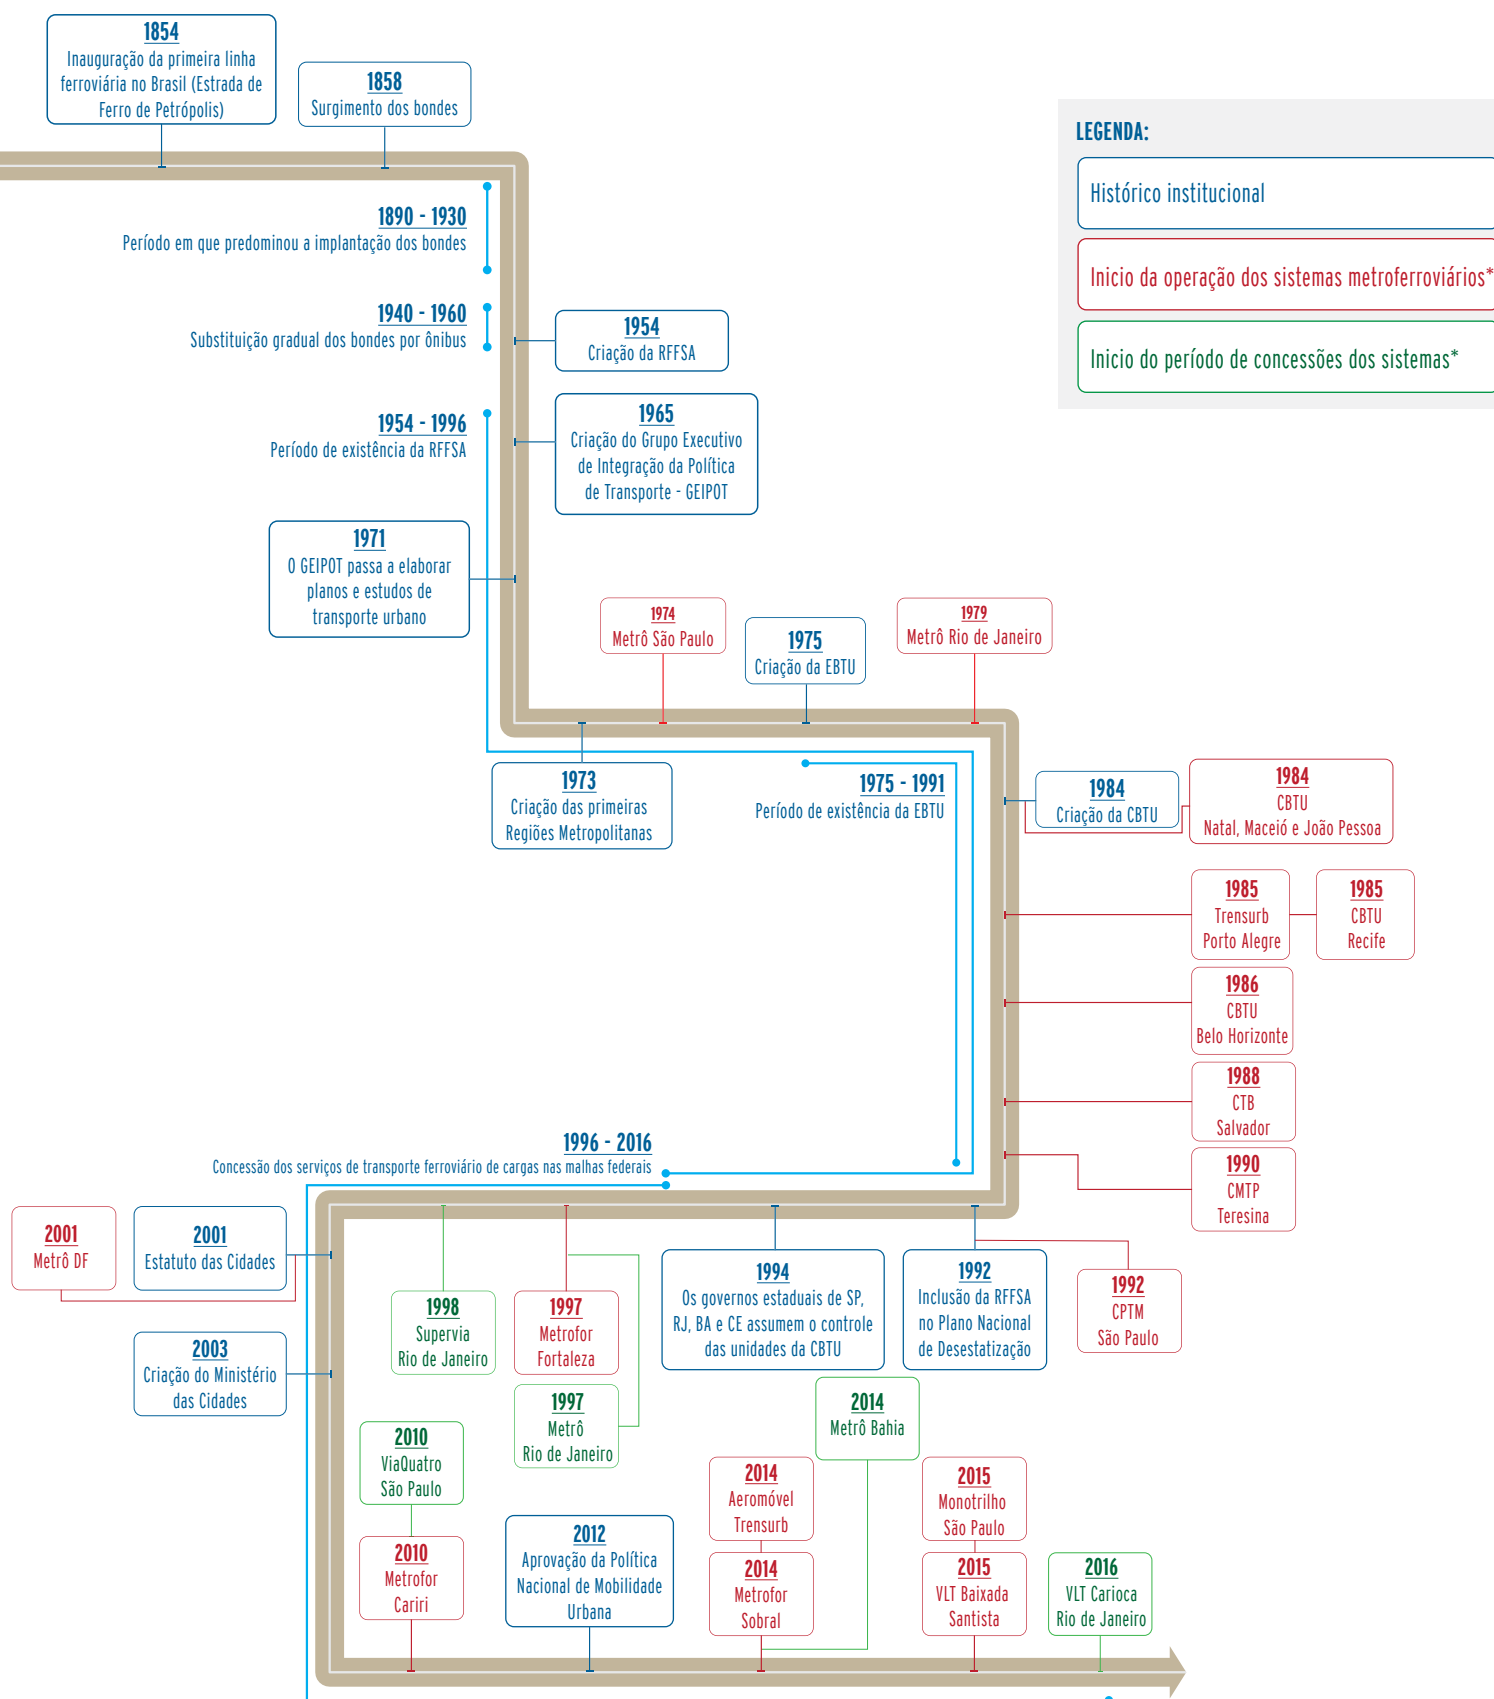 1854
Inauguração da primeira linha
ferroviária no Brasil (Estrada de
Ferro de Petrópolis)
1858
Surgimento dos bondes
LEGENDA:
Histórico institucional
Inicio da operação dos sistemas metroferroviários*
Inicio do período de concessões dos sistemas*
1890 - 1930
Período em que predominou a implantação dos bondes
1940 - 1960
Substituição gradual dos bondes por ônibus
1954
Criação da RFFSA
1954 - 1996
Período de existência da RFFSA
1965
Criação do Grupo Executivo
de Integração da Política
de Transporte - GEIPOT
1971
O GEIPOT passa a elaborar
planos e estudos de
transporte urbano
1974
Metrô São Paulo
1975
Criação da EBTU
1979
Metrô Rio de Janeiro
1973
Criação das primeiras
Regiões Metropolitanas
1975 - 1991
Período de existência da EBTU
1984
Criação da CBTU
1984
CBTU
Natal, Maceió e João Pessoa
1985
Trensurb
Porto Alegre
1985
CBTU
Recife
1986
CBTU
Belo Horizonte
1988
CTB
Salvador
1990
CMTP
Teresina
1996 - 2016
Concessão dos serviços de transporte ferroviário de cargas nas malhas federais
2001
Metrô DF
2001
Estatuto das Cidades
1998
Supervia
Rio de Janeiro
1997
Metrofor
Fortaleza
1994
Os governos estaduais de SP,
RJ, BA e CE assumem o controle
das unidades da CBTU
1992
Inclusão da RFFSA
no Plano Nacional
de Desestatização
1992
CPTM
São Paulo
2003
Criação do Ministério
das Cidades
1997
Metrô
Rio de Janeiro
2014
Metrô Bahia
2010
ViaQuatro
São Paulo
2010
Metrofor
Cariri
2012
Aprovação da Política
Nacional de Mobilidade
Urbana
2014
Aeromóvel
Trensurb
2014
Metrofor
Sobral
2015
Monotrilho
São Paulo
2015
VLT Baixada
Santista
2016
VLT Carioca
Rio de Janeiro